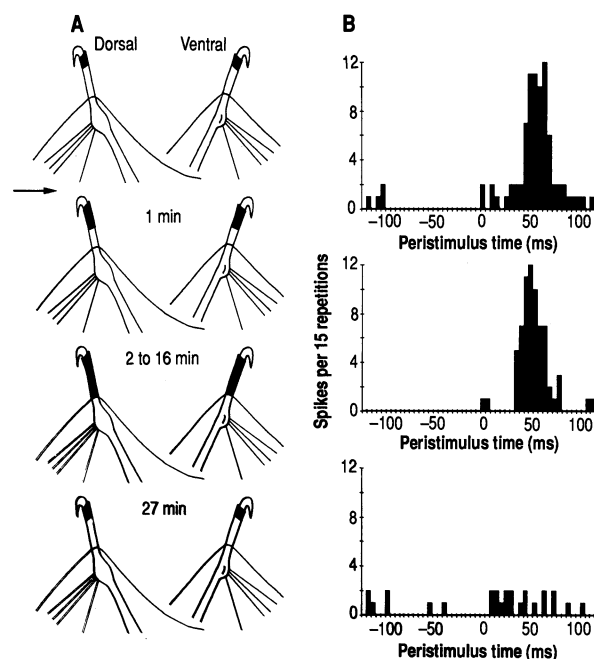 A
Dorsal
Ventral
1 min
2 to 16 min
27 min
B
Spikes per 15 repetitions
12
8
4
0
−100 −50 0 50 100
Peristimulus time (ms)
12
8
4
0
−100 −50 0 50 100
Peristimulus time (ms)
12
8
4
0
−100 −50 0 50 100
Peristimulus time (ms)